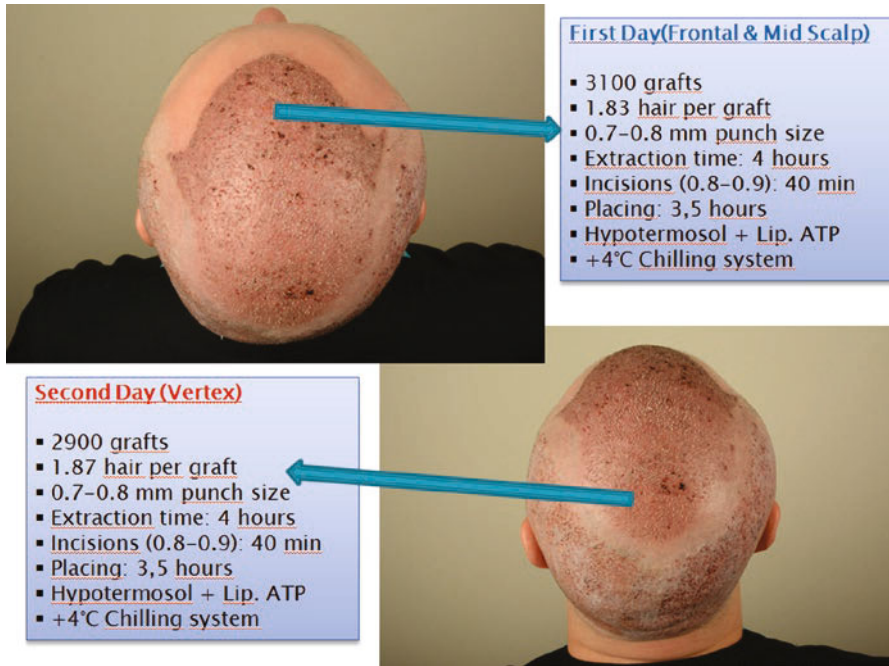 First Day(Frontal & Mid Scalp)
▪ 3100 grafts
▪ 1.83 hair per graft
▪ 0.7-0.8 mm punch size
▪ Extraction time: 4 hours
▪ Incisions (0.8-0.9): 40 min
▪ Placing: 3,5 hours
▪ Hypotermosol + Lip. ATP
▪ +4°C Chilling system
Second Day (Vertex)
▪ 2900 grafts
▪ 1.87 hair per graft
▪ 0.7-0.8 mm punch size
▪ Extraction time: 4 hours
▪ Incisions (0.8-0.9): 40 min
▪ Placing: 3,5 hours
▪ Hypotermosol + Lip. ATP
▪ +4°C Chilling system